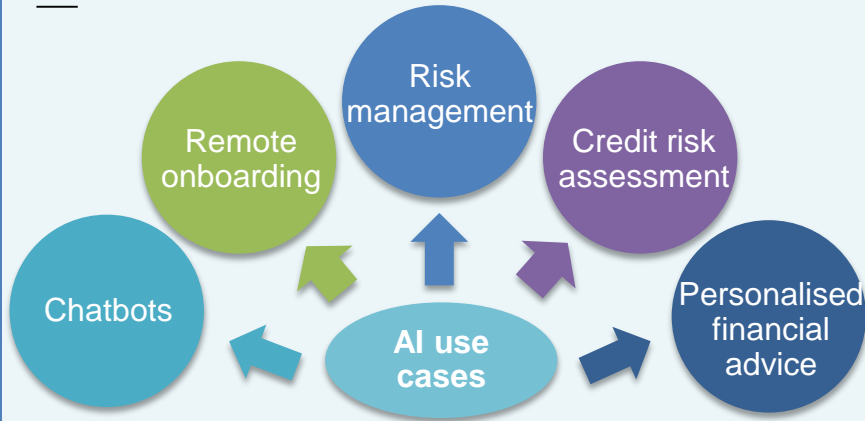 Risk
management
Remote
onboarding
Credit risk
assessment
Chatbots
Personalised
financial
advice
AI use
cases